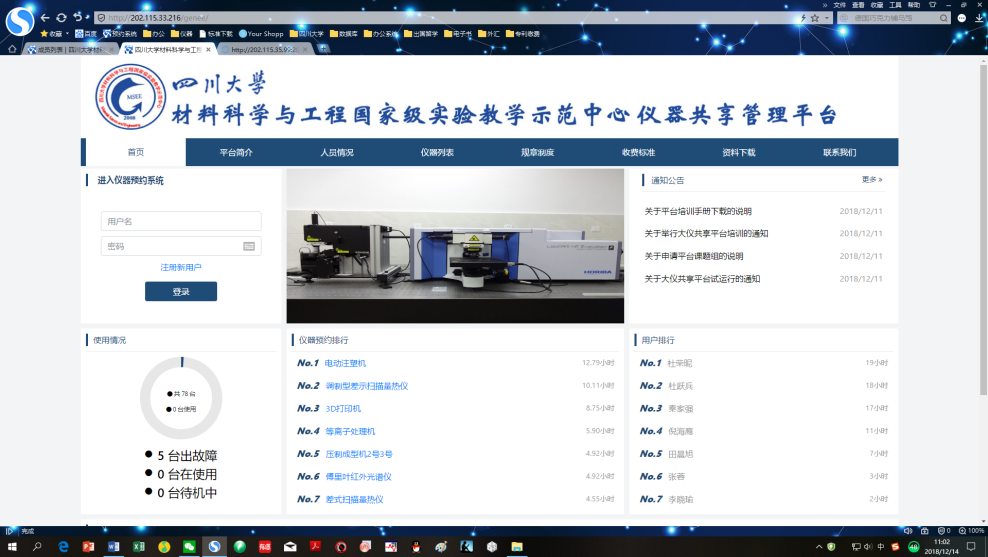 文件 查看 收藏 工具 帮助
http://202.115.33.216/genee/
德国巧克力铺马路
收藏 百度 预约系统 办公 仪器 标准下载 Your Shopp 四川大学 数据库 办公系统 出国留学 电子书 外汇 专利缴费
成员列表 | 四川大学材料
四川大学材料科学与工程
四川大学
材料科学与工程国家级实验教学示范中心仪器共享管理平台
首页 平台简介 人员情况 仪器列表 规章制度 收费标准 资料下载 联系我们
进入仪器预约系统
用户名
密码
注册新用户
登录
HORIBA
通知公告 更多 »
关于平台培训手册下载的说明 2018/12/11
关于举行大仪共享平台培训的通知 2018/12/11
关于申请平台课题组的说明 2018/12/11
关于大仪共享平台试运行的通知 2018/12/11
使用情况
共 78 台
0 台使用
5 台出故障
0 台在使用
0 台待机中
仪器预约排行
No.1 电动注塑机 12.79小时
No.2 调制型差示扫描量热仪 10.11小时
No.3 3D打印机 8.75小时
No.4 等离子处理机 5.90小时
No.5 压制成型机2号3号 4.92小时
No.6 傅里叶红外光谱仪 4.92小时
No.7 差式扫描量热仪 4.55小时
用户排行
No.1 杜荣昵 19小时
No.2 杜跃兵 18小时
No.3 秦家强 17小时
No.4 倪海鹰 11小时
No.5 田晶旭 7小时
No.6 张蓉 3小时
No.7 李晓瑜 2小时
完成
0
100%
中
11:02
2018/12/14